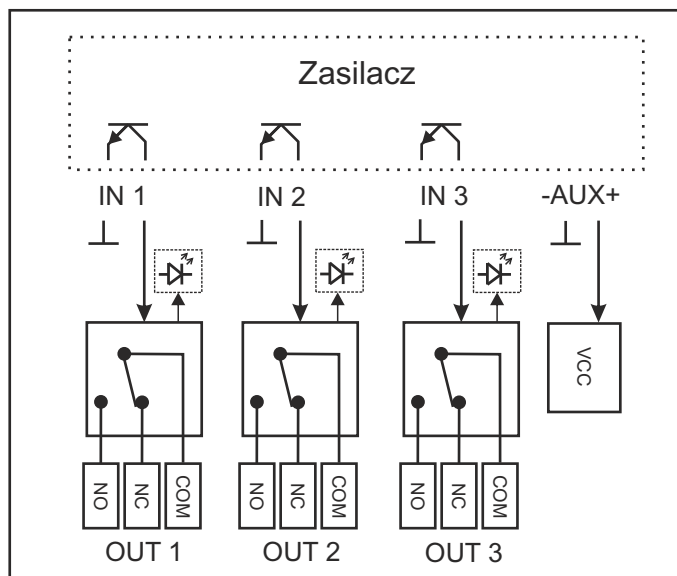 Zasilacz
IN 1 IN 2 IN 3 -AUX+
VCC
NO NC COM NO NC COM NO NC COM
OUT 1 OUT 2 OUT 3